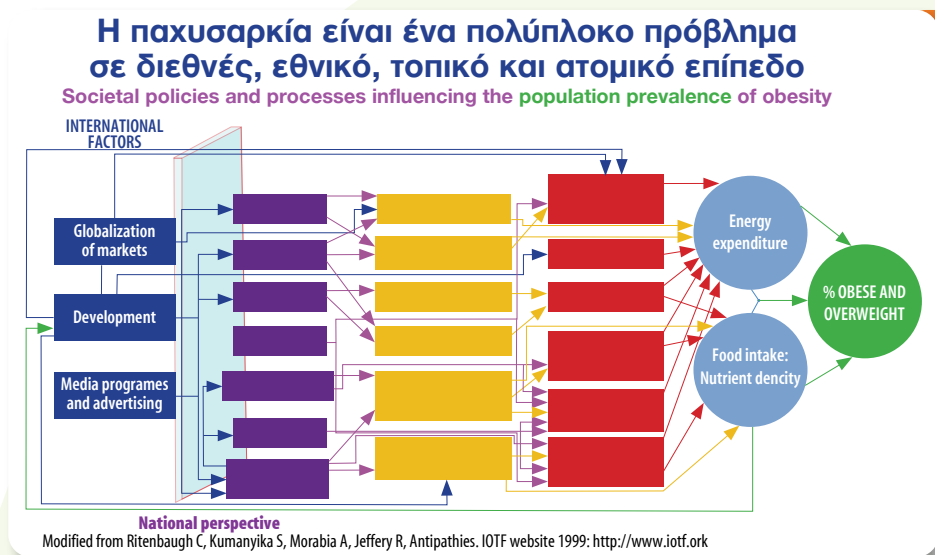 Η παχυσαρκία είναι ένα πολύπλοκο πρόβλημα
σε διεθνές, εθνικό, τοπικό και ατομικό επίπεδο
Societal policies and processes influencing the population prevalence of obesity
INTERNATIONAL
FACTORS
Globalization
of markets
Development
Media programes
and advertising
Energy
expenditure
% OBESE AND
OVERWEIGHT
Food intake:
Nutrient dencity
National perspective
Modified from Ritenbaugh C, Kumanyika S, Morabia A, Jeffery R, Antipathies. IOTF website 1999: http://www.iotf.ork